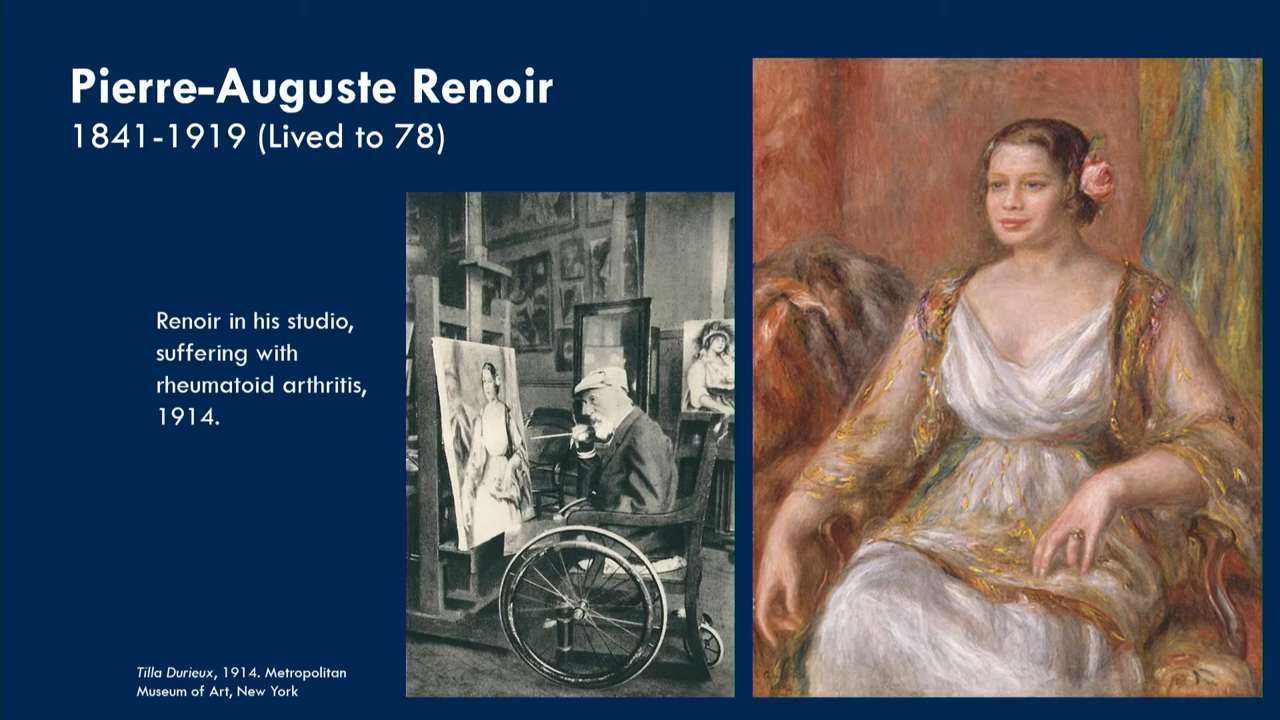 Pierre-Auguste Renoir
1841-1919 (Lived to 78)
Renoir in his studio,
suffering with
rheumatoid arthritis,
1914.
Tilla Durieux, 1914. Metropolitan
Museum of Art, New York